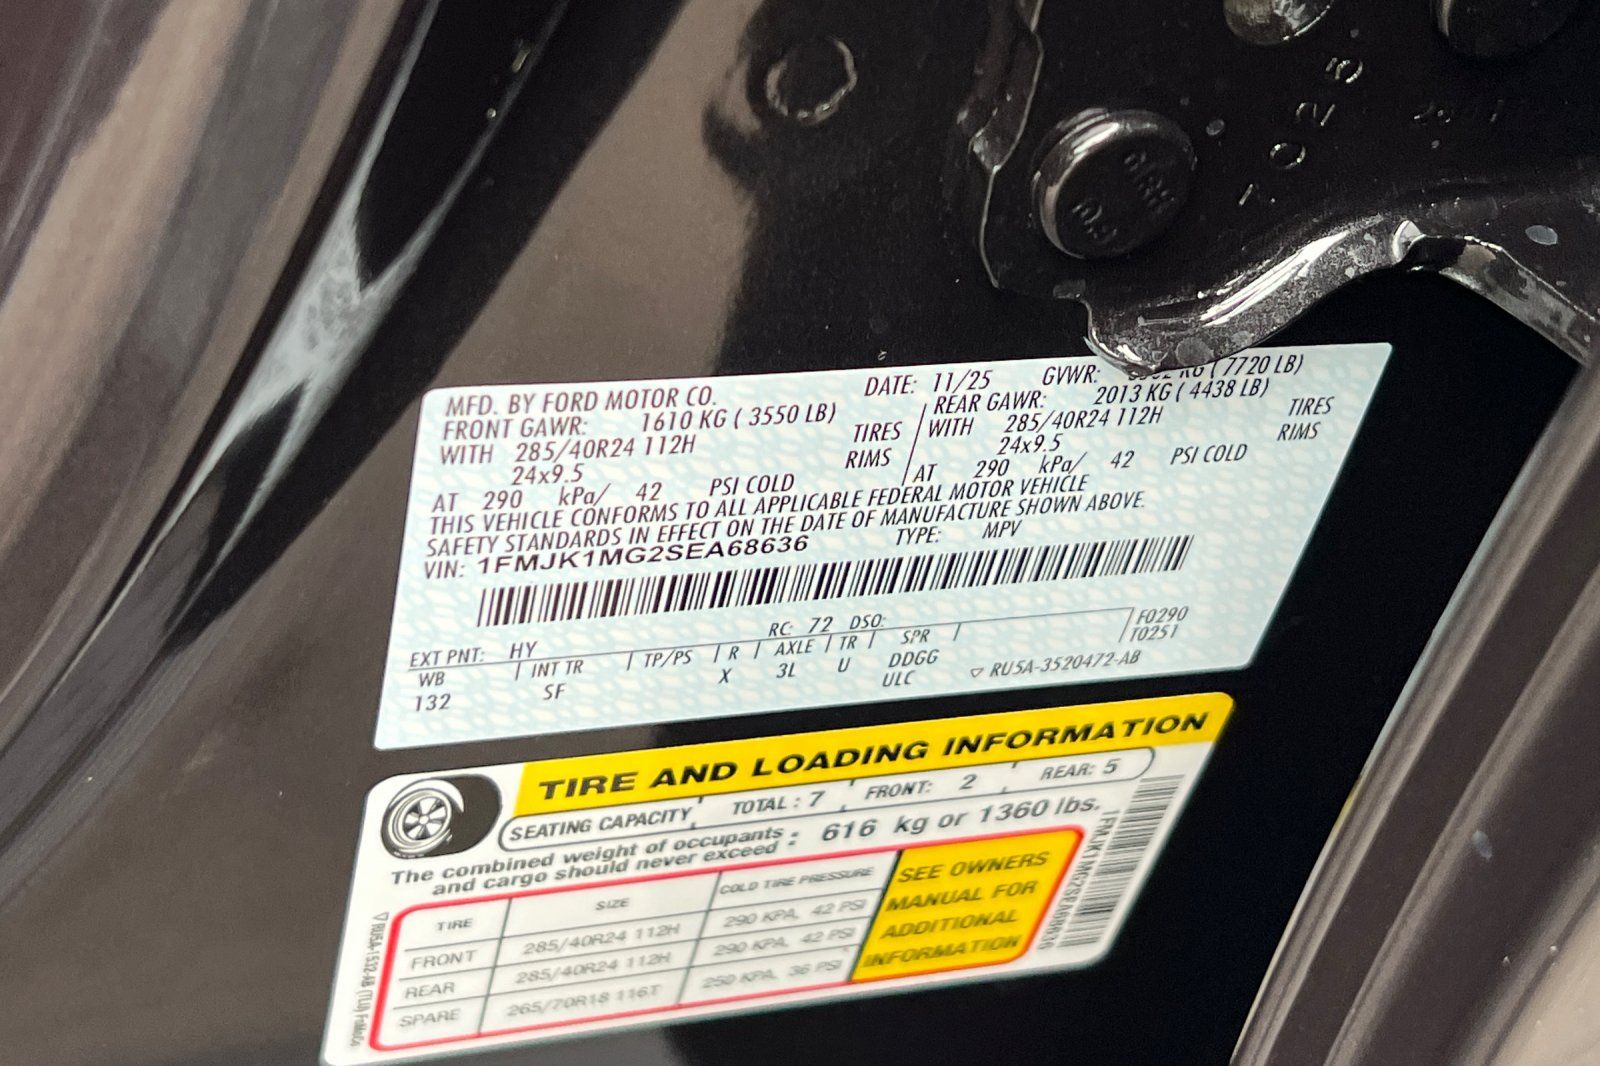 MFD. BY FORD MOTOR CO. DATE: 11/25 GVWR: KG ( 7720 LB)
FRONT GAWR: 1610 KG ( 3550 LB) REAR GAWR: 2013 KG ( 4438 LB)
WITH 285/40R24 112H TIRES WITH 285/40R24 112H TIRES
24x9.5 RIMS 24x9.5 RIMS
AT 290 kPa/ 42 PSI COLD AT 290 kPa/ 42 PSI COLD
THIS VEHICLE CONFORMS TO ALL APPLICABLE FEDERAL MOTOR VEHICLE
SAFETY STANDARDS IN EFFECT ON THE DATE OF MANUFACTURE SHOWN ABOVE.
VIN: 1FMJK1MG2SEA68636 TYPE: MPV
EXT PNT: HY RC: 72 DSO: F0290
WB INT TR TP/PS R AXLE TR SPR T0251
132 SF X 3L U DDGG
ULC RU5A-3520472-AB
TIRE AND LOADING INFORMATION
SEATING CAPACITY TOTAL : 7 FRONT: 2 REAR: 5
The combined weight of occupants
and cargo should never exceed : 616 kg or 1360 lbs.
TIRE SIZE COLD TIRE PRESSURE
FRONT 285/40R24 112H 290 KPA, 42 PSI
REAR 285/40R24 112H 290 KPA, 42 PSI
SPARE 265/70R18 116T 250 KPA, 36 PSI
SEE OWNERS
MANUAL FOR
ADDITIONAL
INFORMATION
1FMJK1MG2SEA68636